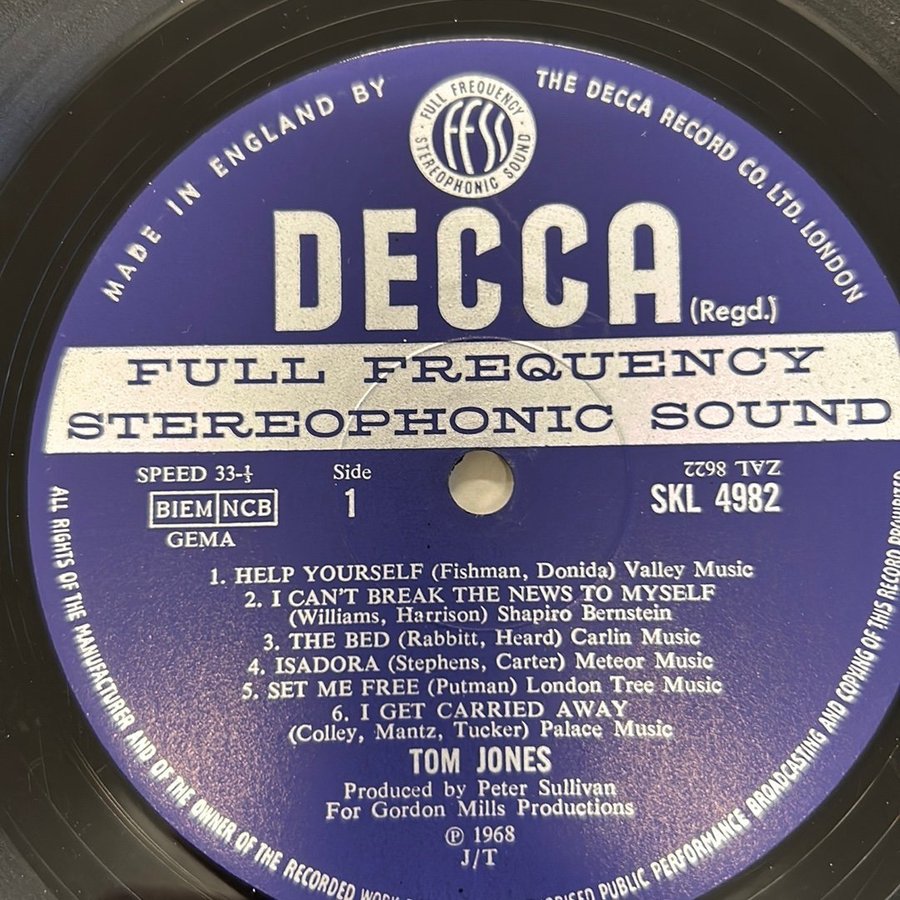 MADE IN ENGLAND BY THE DECCA RECORD CO. LTD. LONDON
FULL FREQUENCY
FFSS
STEREOPHONIC SOUND
DECCA (Regd.)
FULL FREQUENCY
STEREOPHONIC SOUND
SPEED 33-⅓ Side ZAL 8622
BIEM NCB 1 SKL 4982
GEMA
1. HELP YOURSELF (Fishman, Donida) Valley Music
2. I CAN'T BREAK THE NEWS TO MYSELF
(Williams, Harrison) Shapiro Bernstein
3. THE BED (Rabbitt, Heard) Carlin Music
4. ISADORA (Stephens, Carter) Meteor Music
5. SET ME FREE (Putman) London Tree Music
6. I GET CARRIED AWAY
(Colley, Mantz, Tucker) Palace Music
TOM JONES
Produced by Peter Sullivan
For Gordon Mills Productions
℗ 1968
J/T
ALL RIGHTS OF THE MANUFACTURER AND OF THE OWNER OF THE RECORDED WORK
PUBLIC PERFORMANCE BROADCASTING AND COPYING OF THIS RECORD PROHIBITED